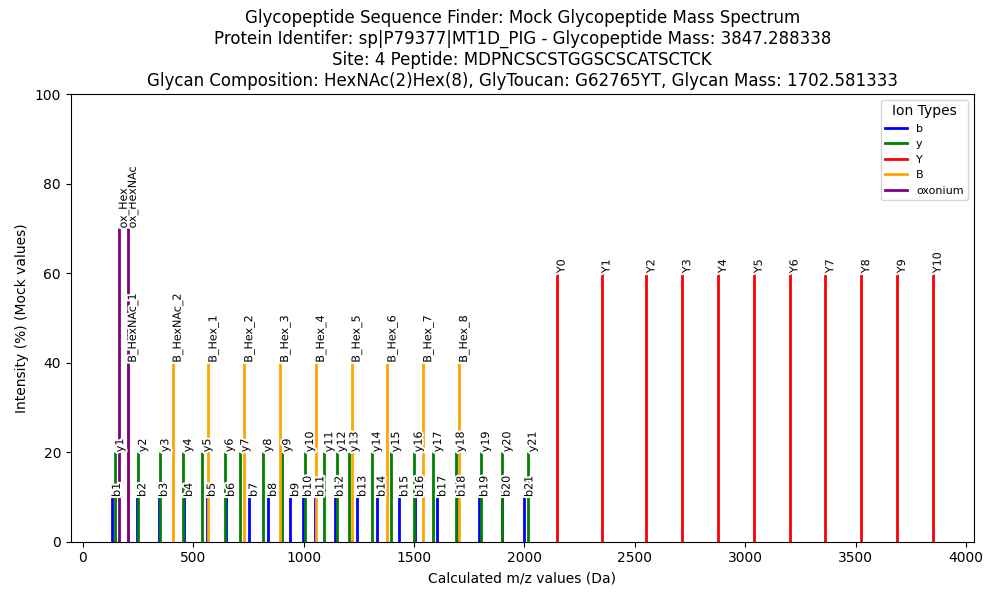 Glycopeptide Sequence Finder: Mock Glycopeptide Mass Spectrum
Protein Identifer: sp|P79377|MT1D_PIG - Glycopeptide Mass: 3847.288338
Site: 4 Peptide: MDPNCSCSTGGSCSCATSCTCK
Glycan Composition: HexNAc(2)Hex(8), GlyToucan: G62765YT, Glycan Mass: 1702.581333
Intensity (%) (Mock values)
100
80
60
40
20
0
Ion Types
b
y
Y
B
oxonium
ox_Hex
ox_HexNAc
Y0
Y1
Y2
Y3
Y4
Y5
Y6
Y7
Y8
Y9
Y10
B_HexNAc_1
B_HexNAc_2
B_Hex_1
B_Hex_2
B_Hex_3
B_Hex_4
B_Hex_5
B_Hex_6
B_Hex_7
B_Hex_8
y1
y2
y3
y4
y5
y6
y7
y8
y9
y10
y11
y12
y13
y14
y15
y16
y17
y18
y19
y20
y21
b1
b2
b3
b4
b5
b6
b7
b8
b9
b10
b11
b12
b13
b14
b15
b16
b17
b18
b19
b20
b21
0
500
1000
1500
2000
2500
3000
3500
4000
Calculated m/z values (Da)